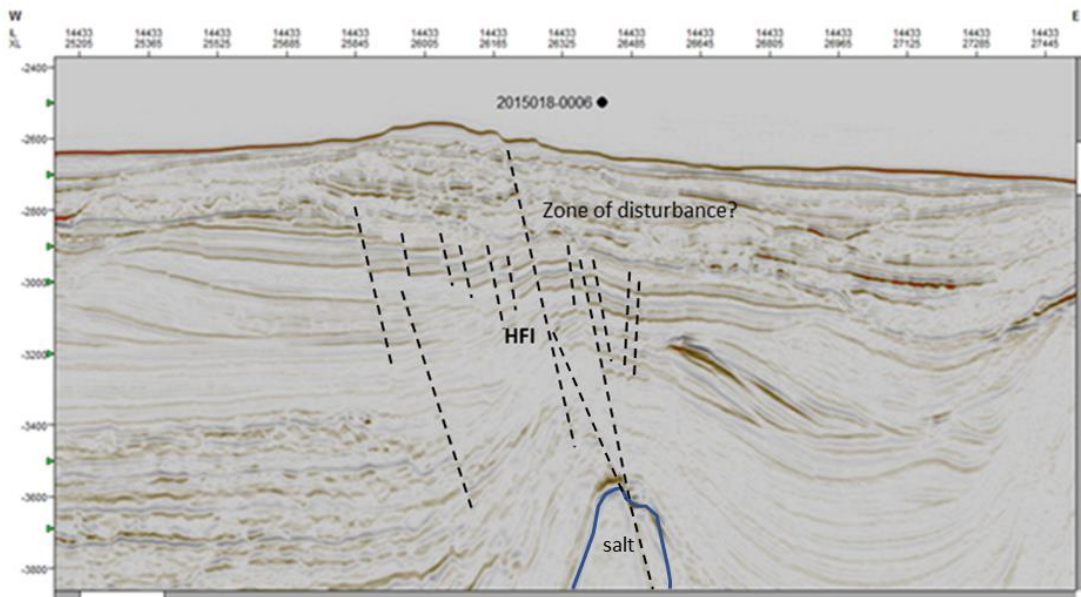 W E
L 14433 14433 14433 14433 14433 14433 14433 14433 14433 14433 14433 14433 14433 14433 14433
XL 25205 25365 25525 25685 25845 26005 26165 26325 26485 26645 26805 26965 27125 27285 27445
-2400
2015018-0006
-2600
-2800
Zone of disturbance?
-3000
HFI
-3200
-3400
-3600
salt
-3800